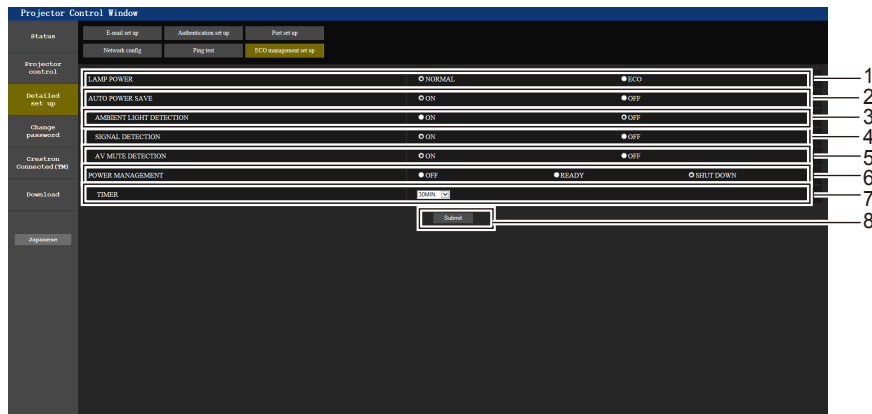 Projector Control Window
Status
Projector
control
Detailed
set up
Change
password
Crestron
Connected(TM)
Download
Japanese
E-mail set up Authentication set up Port set up
Network config Ping test ECO management set up
LAMP POWER NORMAL ECO 1
AUTO POWER SAVE ON OFF 2
AMBIENT LIGHT DETECTION ON OFF 3
SIGNAL DETECTION ON OFF 4
AV MUTE DETECTION ON OFF 5
POWER MANAGEMENT OFF READY SHUT DOWN 6
TIMER 30MIN. 7
Submit 8